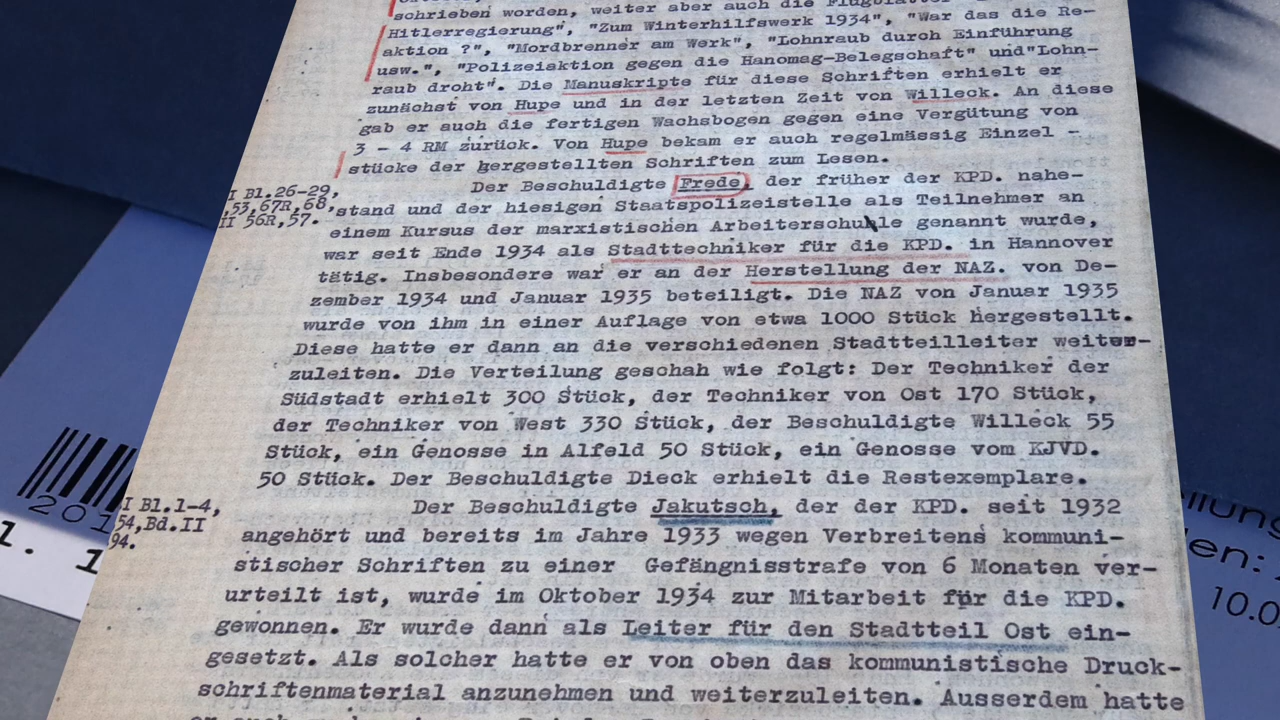 schrieben worden, weiter aber auch die Flugblätter
Hitlerregierung", "Zum Winterhilfswerk 1934", "War das die Re-
aktion ?", "Mordbrenner am Werk", "Lohnraub durch Einführung
usw.", "Polizeiaktion gegen die Hanomag-Belegschaft" und"Lohn-
raub droht". Die Manuskripte für diese Schriften erhielt er
zunächst von Hupe und in der letzten Zeit von Willeck. An diese
gab er auch die fertigen Wachsbogen gegen eine Vergütung von
3 - 4 RM zurück. Von Hupe bekam er auch regelmässig Einzel -
stücke der hergestellten Schriften zum Lesen.
I Bl.26-29,
53,67R,68,
II 56R,57.
Der Beschuldigte Frede, der früher der KPD. nahe-
stand und der hiesigen Staatspolizeistelle als Teilnehmer an
einem Kursus der marxistischen Arbeiterschule genannt wurde,
war seit Ende 1934 als Stadttechniker für die KPD. in Hannover
tätig. Insbesondere war er an der Herstellung der NAZ. von De-
zember 1934 und Januar 1935 beteiligt. Die NAZ von Januar 1935
wurde von ihm in einer Auflage von etwa 1000 Stück hergestellt.
Diese hatte er dann an die verschiedenen Stadtteilleiter weiter-
zuleiten. Die Verteilung geschah wie folgt: Der Techniker der
Südstadt erhielt 300 Stück, der Techniker von Ost 170 Stück,
der Techniker von West 330 Stück, der Beschuldigte Willeck 55
Stück, ein Genosse in Alfeld 50 Stück, ein Genosse vom KJVD.
50 Stück. Der Beschuldigte Dieck erhielt die Restexemplare.
I Bl.1-4,
54,Bd.II
94.
Der Beschuldigte Jakutsch, der der KPD. seit 1932
angehört und bereits im Jahre 1933 wegen Verbreitens kommuni-
stischer Schriften zu einer Gefängnisstrafe von 6 Monaten ver-
urteilt ist, wurde im Oktober 1934 zur Mitarbeit für die KPD.
gewonnen. Er wurde dann als Leiter für den Stadtteil Ost ein-
gesetzt. Als solcher hatte er von oben das kommunistische Druck-
schriftenmaterial anzunehmen und weiterzuleiten. Ausserdem hatte
201
1. 1
10.0